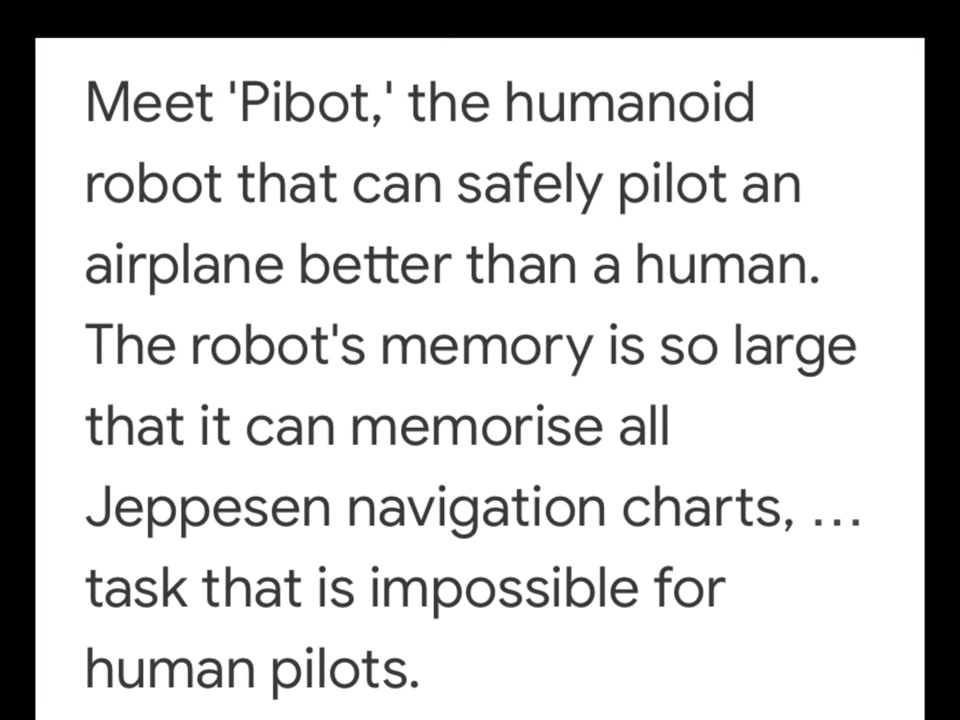 Meet 'Pibot,' the humanoid
robot that can safely pilot an
airplane better than a human.
The robot's memory is so large
that it can memorise all
Jeppesen navigation charts, ...
task that is impossible for
human pilots.